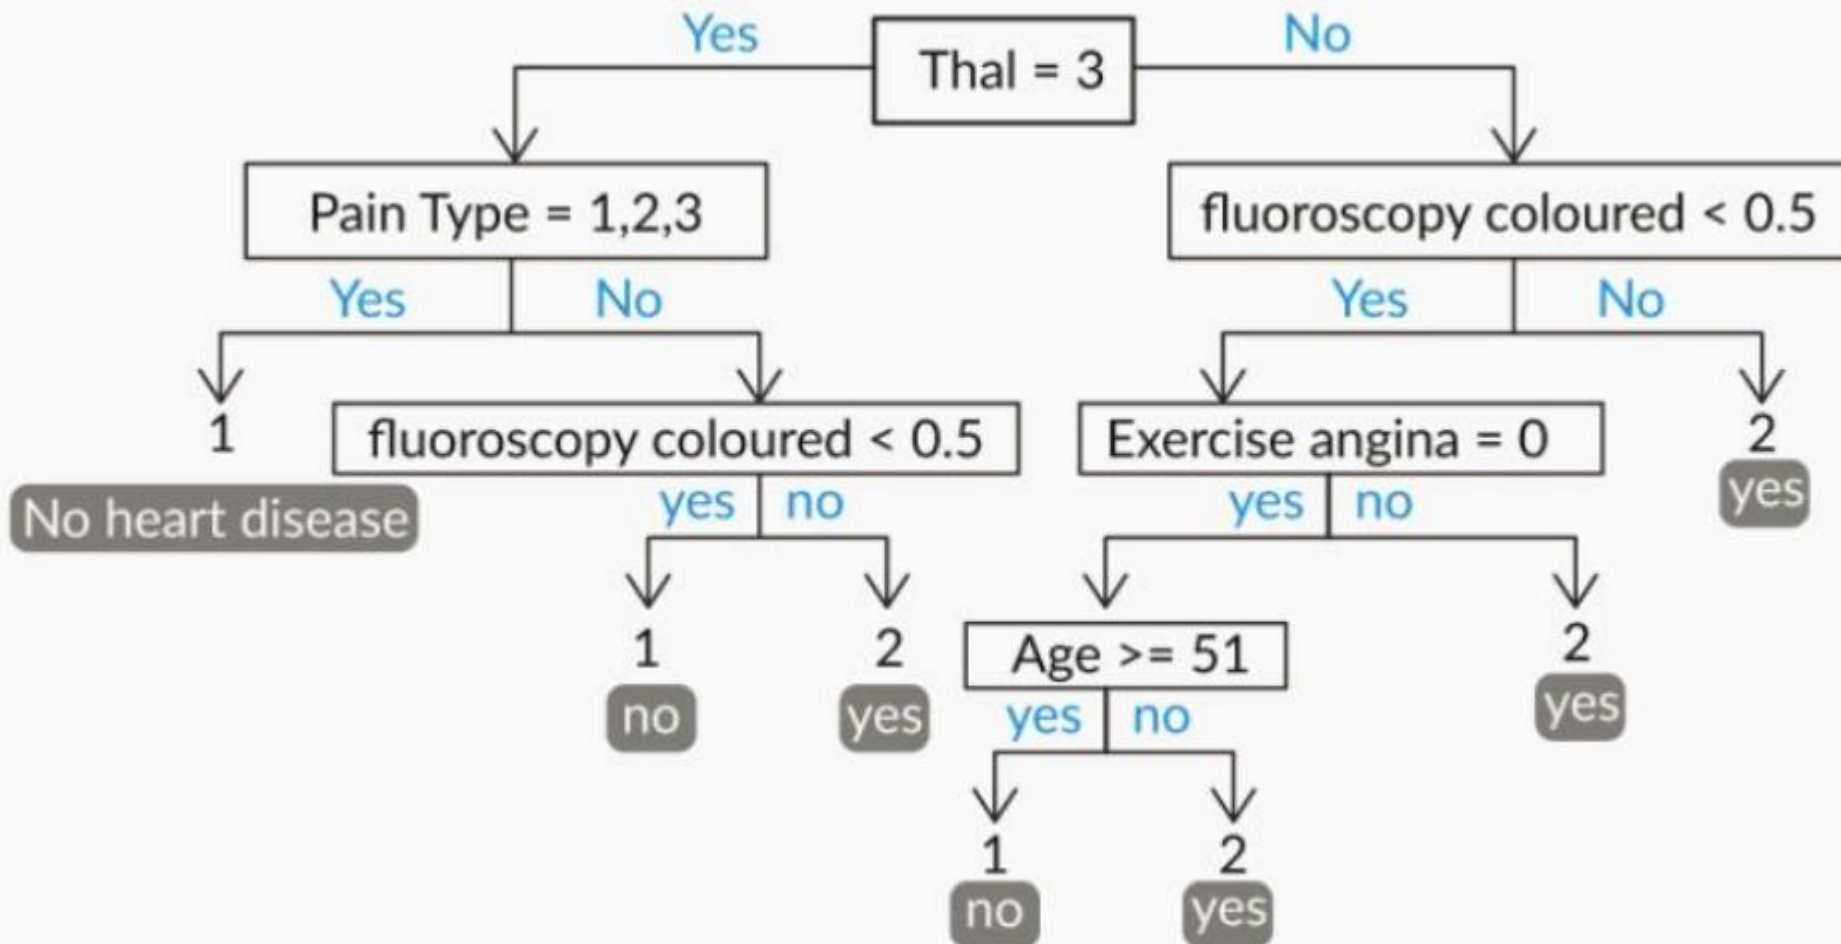 Yes
Thal = 3
No
Pain Type = 1,2,3
fluoroscopy coloured < 0.5
Yes
No
Yes
No
1
fluoroscopy coloured < 0.5
Exercise angina = 0
2
No heart disease
yes
no
yes
no
yes
1
2
Age >= 51
2
no
yes
yes
no
yes
1
2
no
yes